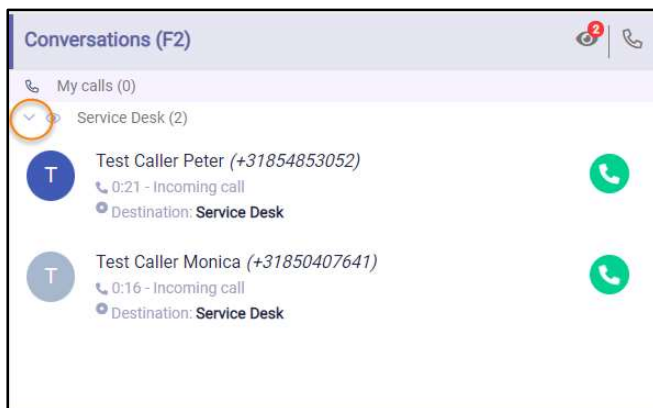 Conversations (F2)
2
My calls (0)
Service Desk (2)
T
Test Caller Peter (+31854853052)
0:21 - Incoming call
Destination: Service Desk
T
Test Caller Monica (+31850407641)
0:16 - Incoming call
Destination: Service Desk